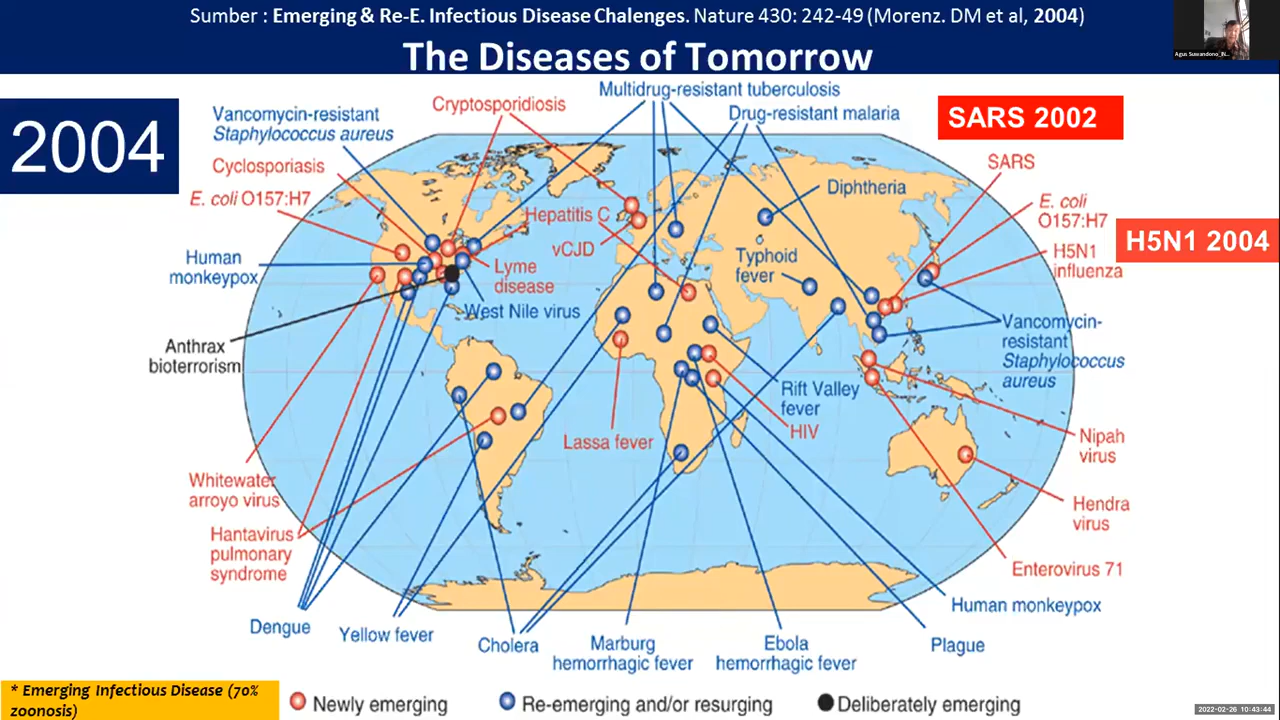 Sumber : Emerging & Re-E. Infectious Disease Chalenges. Nature 430: 242-49 (Morenz. DM et al, 2004)
The Diseases of Tomorrow
2004
SARS 2002
H5N1 2004
Vancomycin-resistant
Staphylococcus aureus
Cryptosporidiosis
Multidrug-resistant tuberculosis
Drug-resistant malaria
Cyclosporiasis
E. coli O157:H7
Human
monkeypox
Hepatitis C
vCJD
Lyme
disease
West Nile virus
Diphtheria
Typhoid
fever
SARS
E. coli
O157:H7
H5N1
influenza
Vancomycin-
resistant
Staphylococcus
aureus
Anthrax
bioterrorism
Rift Valley
fever
HIV
Lassa fever
Nipah
virus
Hendra
virus
Enterovirus 71
Whitewater
arroyo virus
Hantavirus
pulmonary
syndrome
Dengue
Yellow fever
Cholera
Marburg
hemorrhagic fever
Ebola
hemorrhagic fever
Plague
Human monkeypox
* Emerging Infectious Disease (70%
zoonosis)
Newly emerging
Re-emerging and/or resurging
Deliberately emerging
Agus Suwandono_
2022-02-26 10:43:44